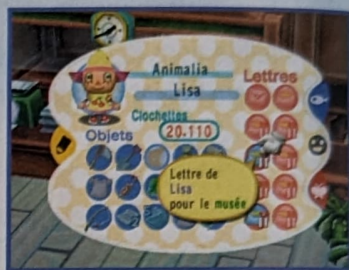 Animalia
Lettres
Lisa
Clochettes
20.110
Objets
Lettre de
Lisa
pour le musée